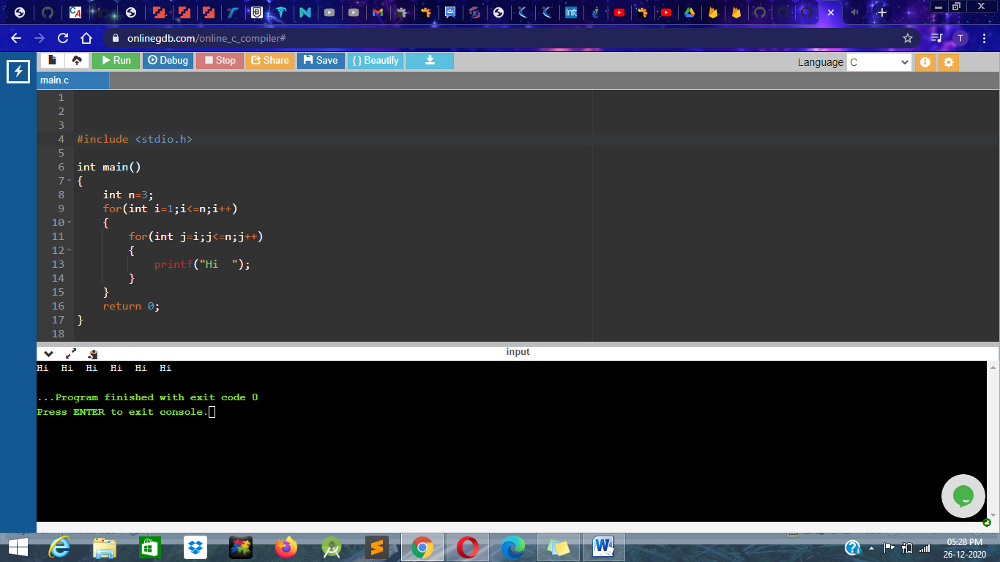 CA
Info
onlinegdb.com/online_c_compiler#
T
Run
Debug
Stop
Share
Save
{ } Beautify
Language
C
main.c
1
2
3
4 #include <stdio.h>
5
6 int main()
7 {
8 int n=3;
9 for(int i=1;i<=n;i++)
10 {
11 for(int j=i;j<=n;j++)
12 {
13 printf("Hi  ");
14 }
15 }
16 return 0;
17 }
18
input
Hi  Hi  Hi  Hi  Hi  Hi
...Program finished with exit code 0
Press ENTER to exit console.
05:28 PM
26-12-2020